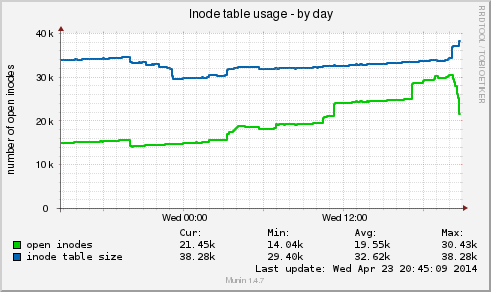 Inode table usage - by day
RRDTOOL / TOBI OETIKER
number of open inodes
40 k
30 k
20 k
10 k
0
Wed 00:00 Wed 12:00
Cur: Min: Avg: Max:
open inodes 21.45k 14.04k 19.55k 30.43k
inode table size 38.28k 29.40k 32.62k 38.28k
Last update: Wed Apr 23 20:45:09 2014
Munin 1.4.7